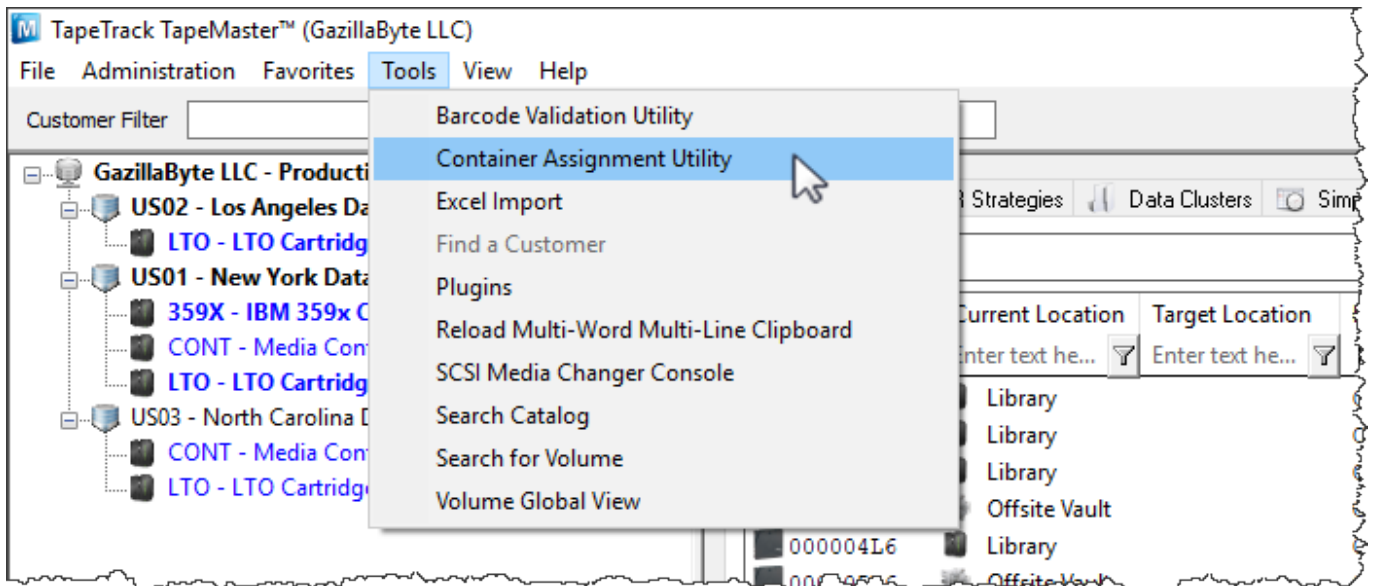 TapeTrack TapeMaster™ (GazillaByte LLC)
File Administration Favorites Tools View Help
Customer Filter
Barcode Validation Utility
Container Assignment Utility
Excel Import
Find a Customer
Plugins
Reload Multi-Word Multi-Line Clipboard
SCSI Media Changer Console
Search Catalog
Search for Volume
Volume Global View
GazillaByte LLC - Producti
US02 - Los Angeles Da
LTO - LTO Cartridg
US01 - New York Data
359X - IBM 359x C
CONT - Media Con
LTO - LTO Cartridg
US03 - North Carolina D
CONT - Media Con
LTO - LTO Cartridge
Strategies Data Clusters Simp
Current Location Target Location
Enter text he... Enter text he...
Library
Library
Library
Offsite Vault
000004L6 Library
Offsite Vault